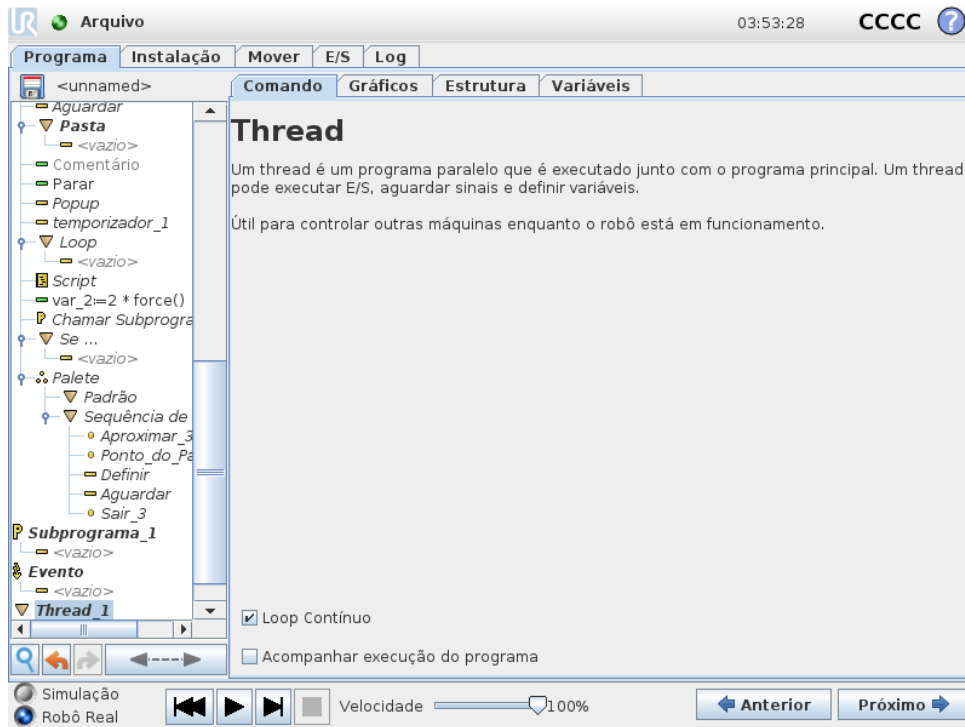 UR Arquivo 03:53:28 CCCC ?
Programa Instalação Mover E/S Log
<unnamed> Comando Gráficos Estrutura Variáveis
Aguardar
Pasta
<vazio>
Comentário
Parar
Popup
temporizador_1
Loop
<vazio>
Script
var_2:=2 * force()
Chamar Subprogra
Se ...
<vazio>
Palete
Padrão
Sequência de
Aproximar_3
Ponto_do_Pa
Definir
Aguardar
Sair_3
Subprograma_1
<vazio>
Evento
<vazio>
Thread_1
Thread
Um thread é um programa paralelo que é executado junto com o programa principal. Um thread
pode executar E/S, aguardar sinais e definir variáveis.
Útil para controlar outras máquinas enquanto o robô está em funcionamento.
Loop Contínuo
Acompanhar execução do programa
Simulação
Robô Real
Velocidade 100%
Anterior Próximo